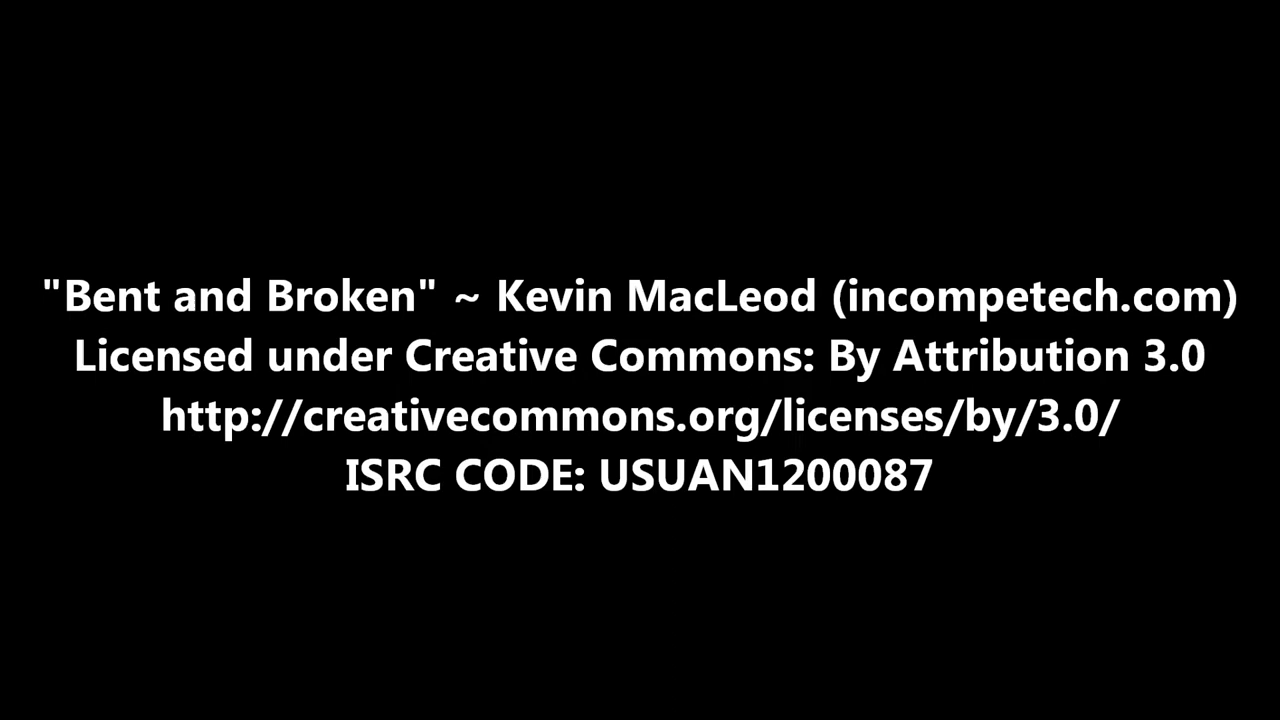 "Bent and Broken" ~ Kevin MacLeod (incompetech.com)
Licensed under Creative Commons: By Attribution 3.0
http://creativecommons.org/licenses/by/3.0/
ISRC CODE: USUAN1200087